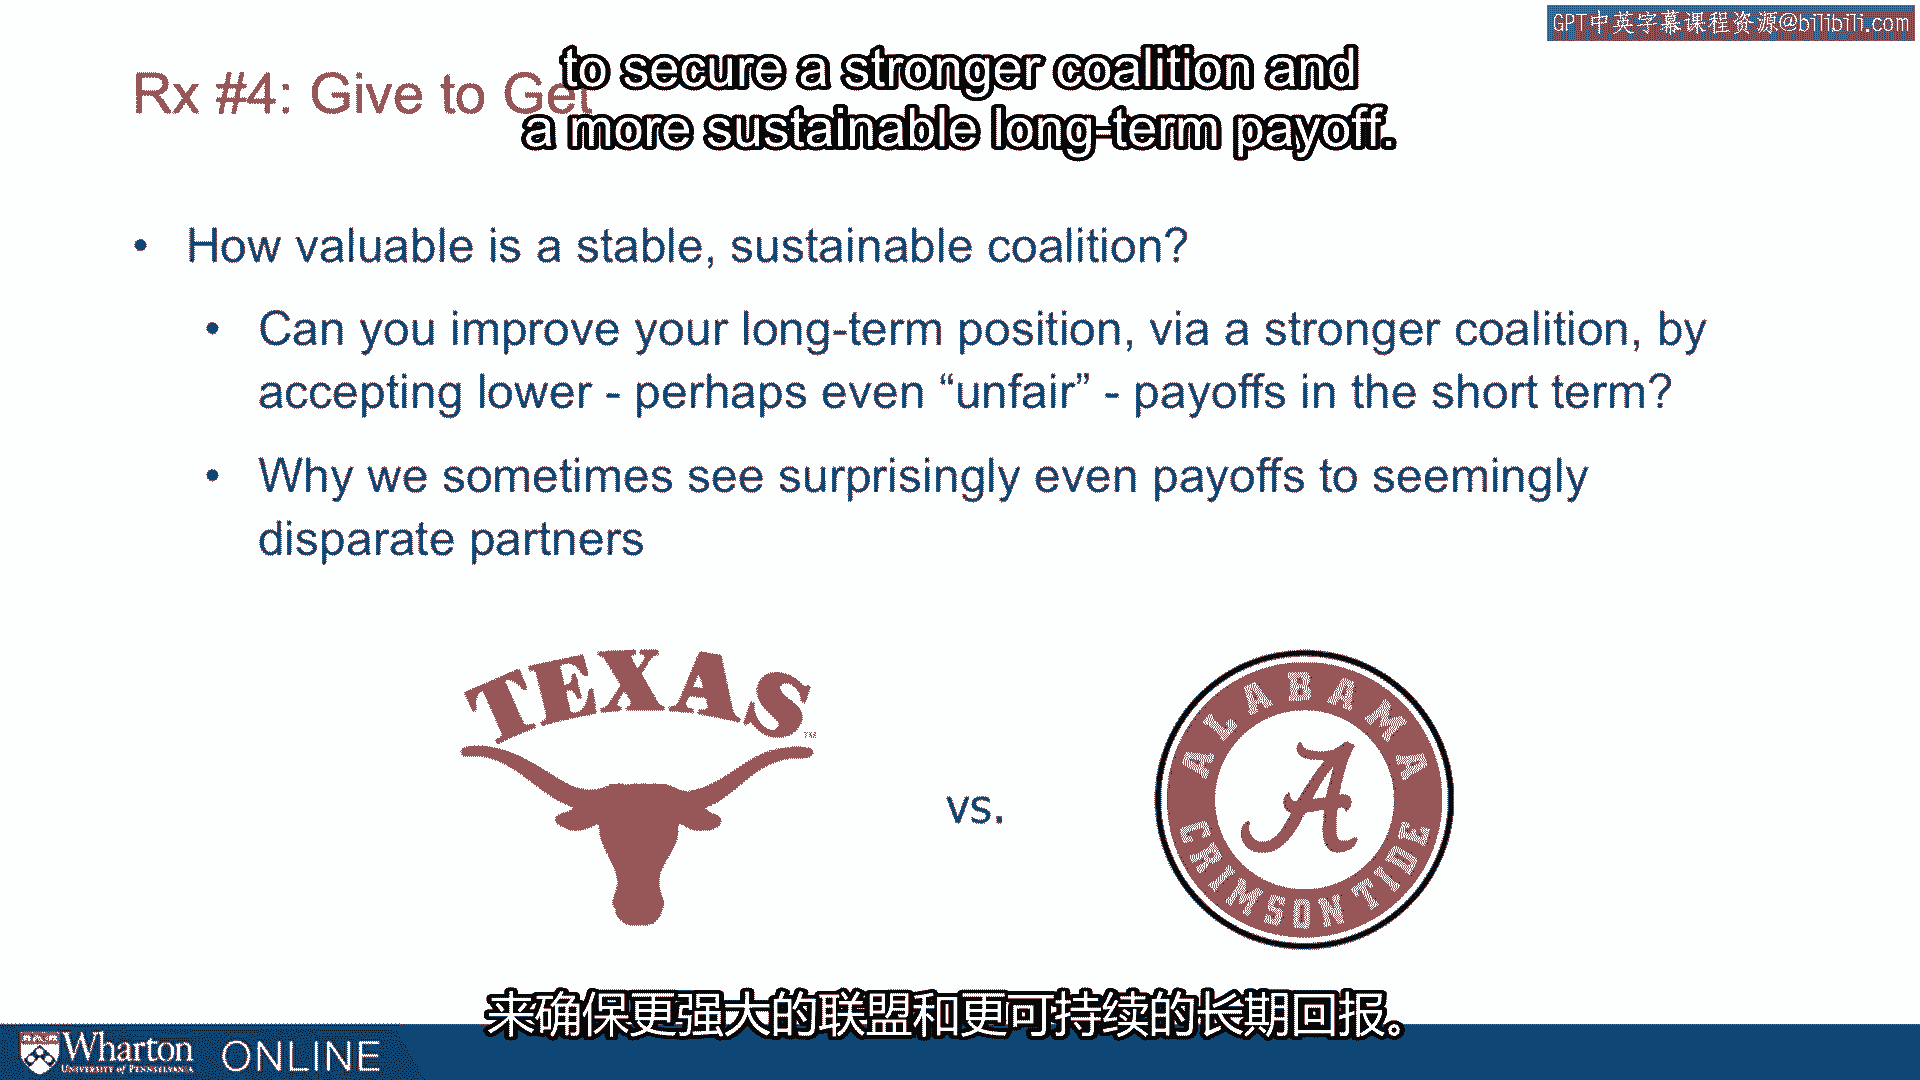 GPT中英字幕课程资源@bilibili.com
to secure a stronger coalition and
a more sustainable long-term payoff.
Rx #4: Give to Get
• How valuable is a stable, sustainable coalition?
• Can you improve your long-term position, via a stronger coalition, by
accepting lower - perhaps even “unfair” - payoffs in the short term?
• Why we sometimes see surprisingly even payoffs to seemingly
disparate partners
TEXAS
TM
vs.
ALABAMA
A
CRIMSON TIDE
来确保更强大的联盟和更可持续的长期回报。
Wharton
UNIVERSITY of PENNSYLVANIA
ONLINE